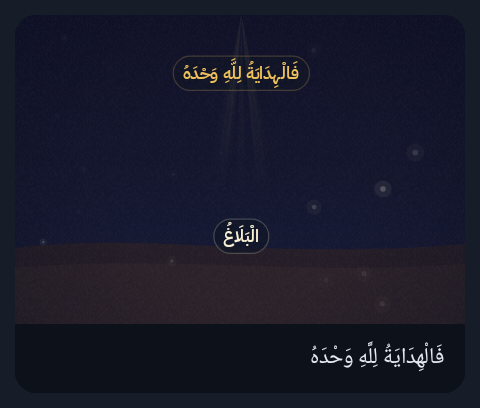 فَالْهِدَايَةُ لِلَّهِ وَحْدَهُ
الْبَلَاغُ
فَالْهِدَايَةُ لِلَّهِ وَحْدَهُ